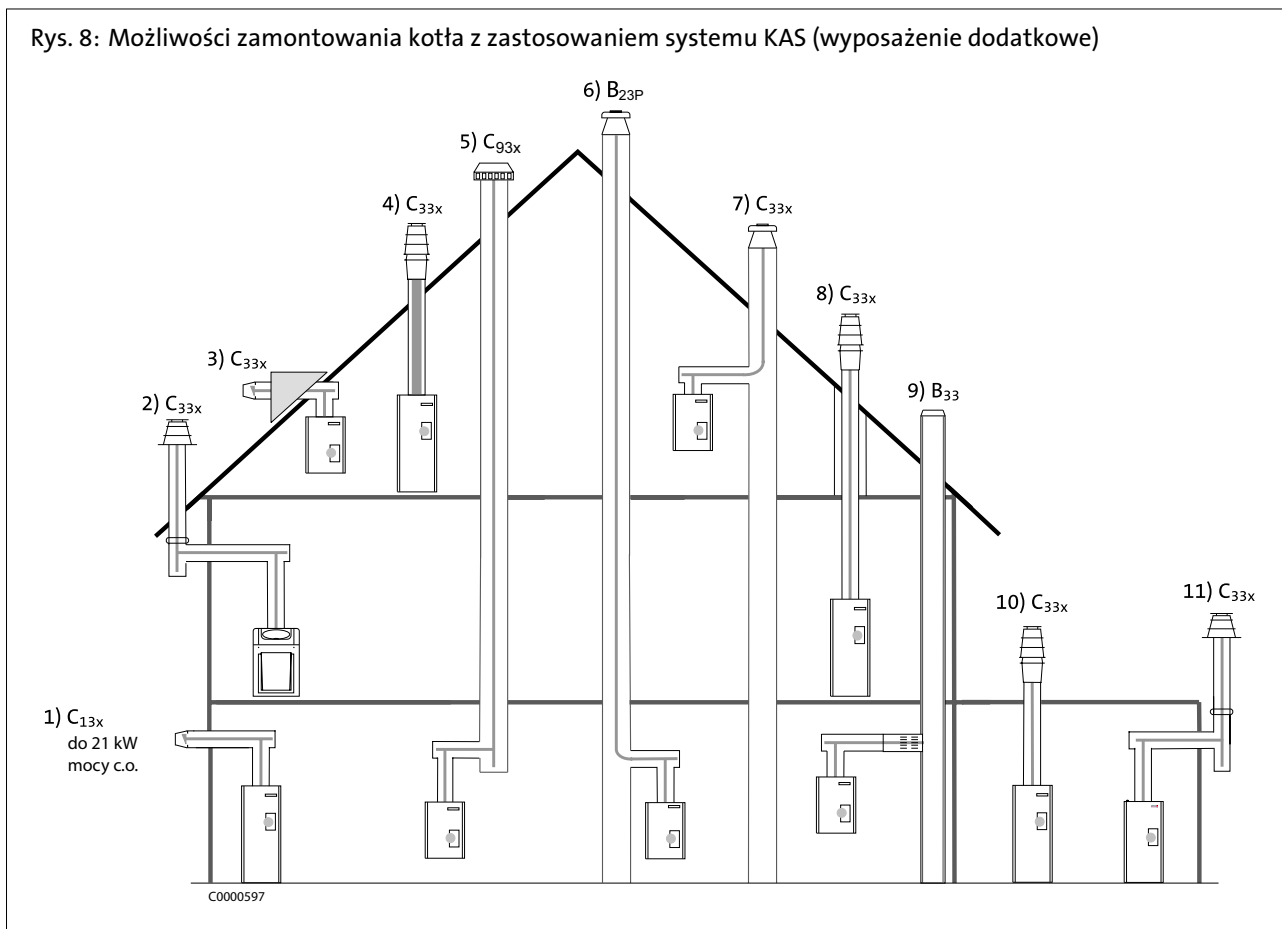 Rys. 8: Możliwości zamontowania kotła z zastosowaniem systemu KAS (wyposażenie dodatkowe)
6) B23P
5) C93x
4) C33x
7) C33x
8) C33x
3) C33x
9) B33
2) C33x
10) C33x
11) C33x
1) C13x
do 21 kW
mocy c.o.
C0000597